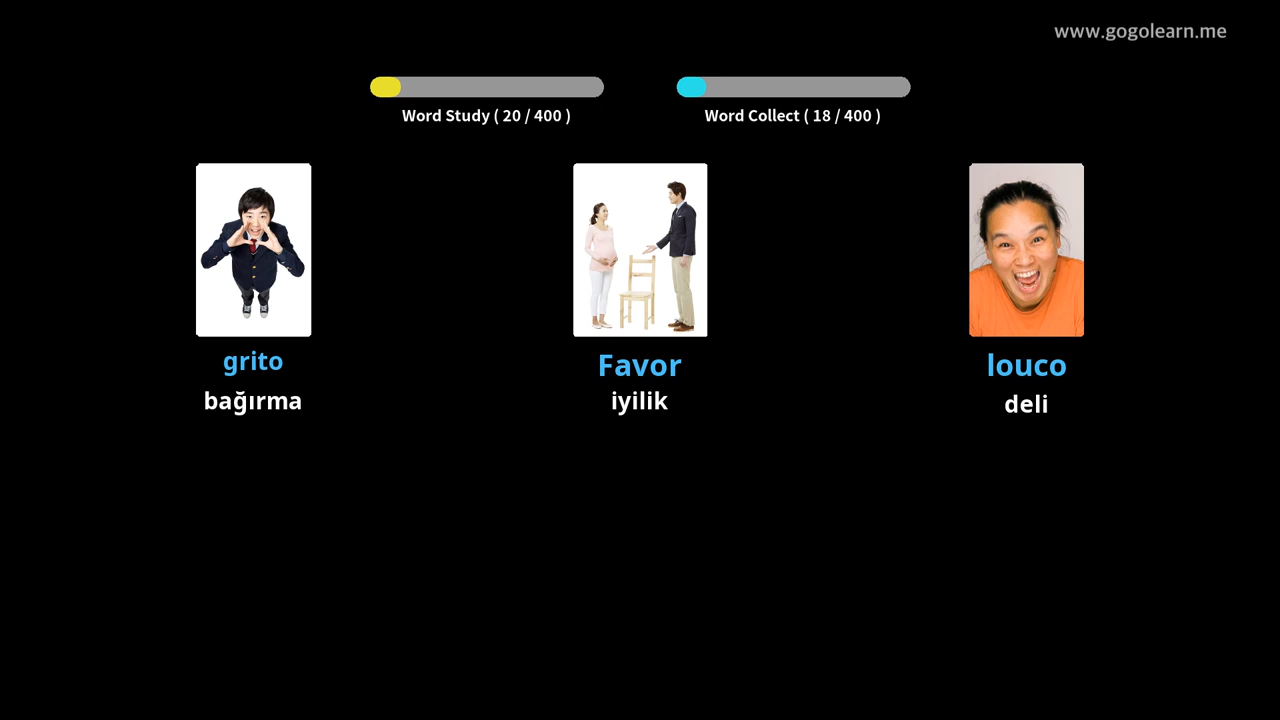 www.gogolearn.me
Word Study ( 20 / 400 )
Word Collect ( 18 / 400 )
grito
Favor
louco
bağırma
iyilik
deli